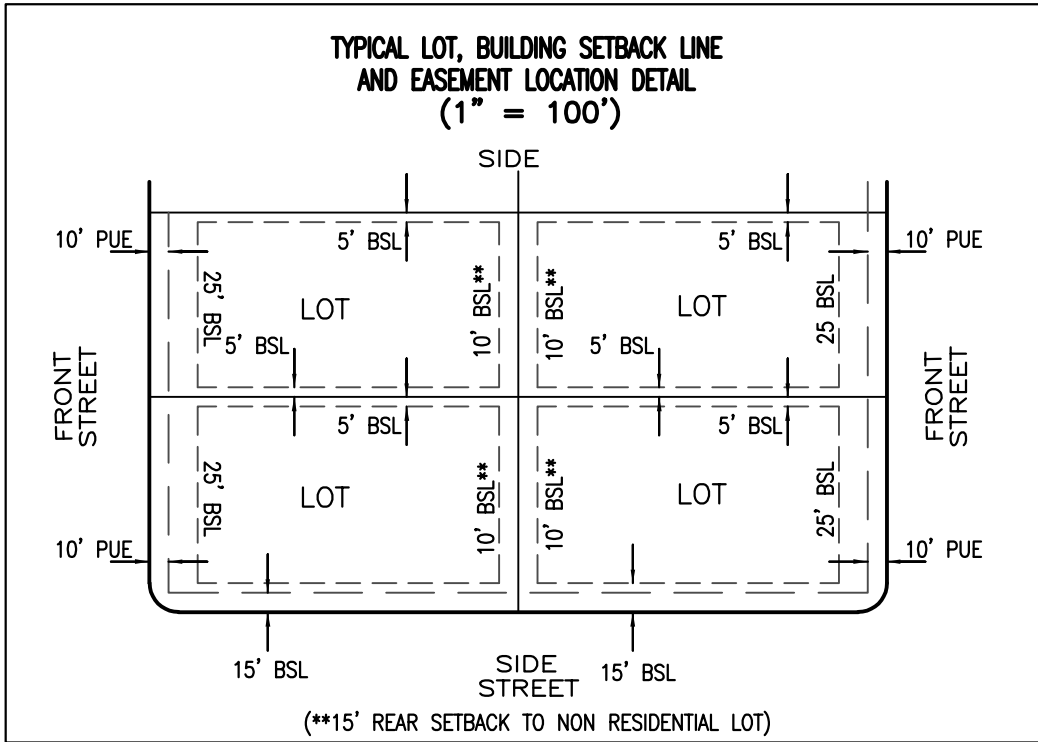 TYPICAL LOT, BUILDING SETBACK LINE
AND EASEMENT LOCATION DETAIL
(1" = 100')
SIDE
10' PUE
5' BSL
5' BSL
10' PUE
25' BSL
LOT
10' BSL**
10' BSL**
LOT
25 BSL
5' BSL
5' BSL
FRONT
STREET
FRONT
STREET
5' BSL
5' BSL
25' BSL
LOT
10' BSL**
10' BSL**
LOT
25' BSL
10' PUE
10' PUE
15' BSL
SIDE
STREET
15' BSL
(**15' REAR SETBACK TO NON RESIDENTIAL LOT)